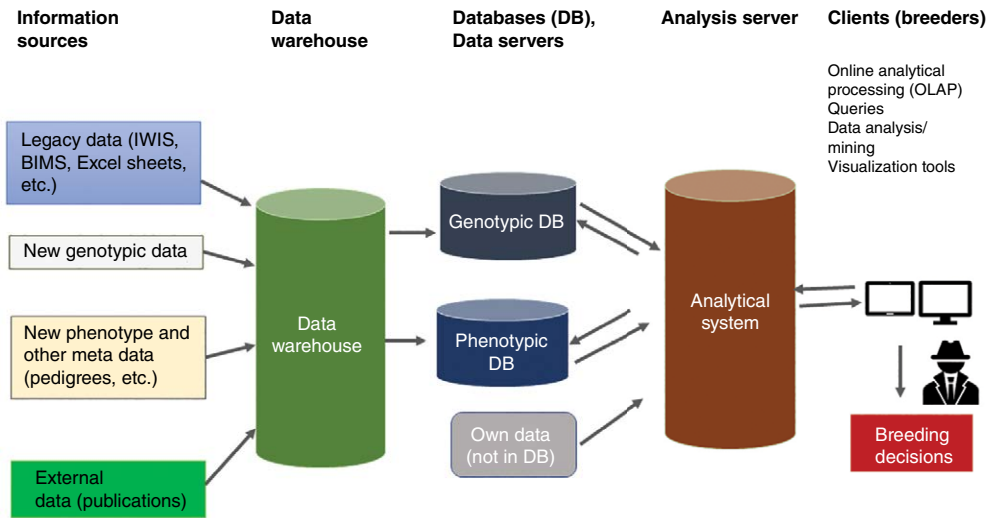 Information
sources
Data
warehouse
Databases (DB),
Data servers
Analysis server
Clients (breeders)
Online analytical
processing (OLAP)
Queries
Data analysis/
mining
Visualization tools
Legacy data (IWIS,
BIMS, Excel sheets,
etc.)
New genotypic data
New phenotype and
other meta data
(pedigrees, etc.)
External
data (publications)
Data
warehouse
Genotypic DB
Phenotypic
DB
Own data
(not in DB)
Analytical
system
Breeding
decisions